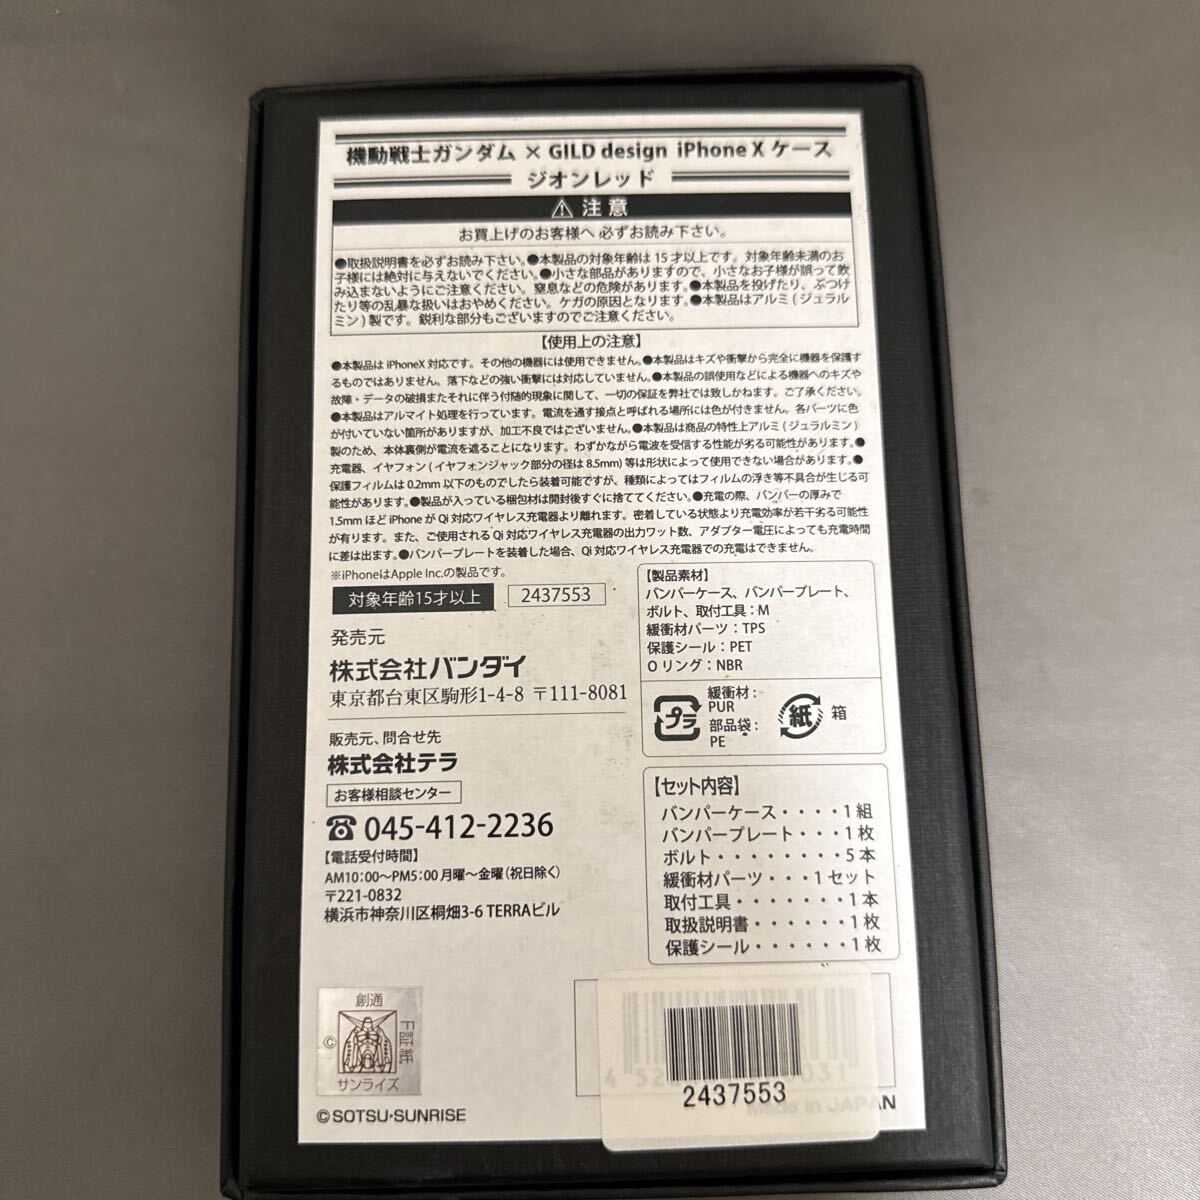 機動戦士ガンダム × GILD design iPhone X ケース
ジオンレッド
⚠ 注意
お買上げのお客様へ 必ずお読み下さい。
●取扱説明書を必ずお読み下さい。●本製品の対象年齢は 15 才以上です。対象年齢未満のお
子様には絶対に与えないでください。●小さな部品がありますので、小さなお子様が誤って飲
み込まないようにご注意ください。窒息などの危険があります。●本製品を投げたり、ぶつけ
たり等の乱暴な扱いはおやめください。ケガの原因となります。●本製品はアルミ(ジュラル
ミン)製です。鋭利な部分もございますのでご注意ください。
【使用上の注意】
●本製品は iPhoneX 対応です。その他の機器には使用できません。●本製品はキズや衝撃から完全に機器を保護す
るものではありません。落下などの強い衝撃には対応していません。●本製品の誤使用などによる機器へのキズや
故障・データの破損またそれに伴う付随的現象に関して、一切の保証を弊社では致しかねます。ご了承ください。
●本製品はアルマイト処理を行っています。電流を通す接点と呼ばれる場所には色が付きません。各パーツに色
が付いていない箇所がありますが、加工不良ではございません。●本製品は商品の特性上アルミ(ジュラルミン)
製のため、本体裏側が電流を遮ることになります。わずかながら電波を受信する性能が劣る可能性があります。●
充電器、イヤフォン(イヤフォンジャック部分の径は 8.5mm)等は形状によって使用できない場合があります。●
保護フィルムは 0.2mm 以下のものでしたら装着可能ですが、種類によってはフィルムの浮き等不具合が生じる可
能性があります。●製品が入っている梱包材は開封後すぐに捨ててください。●充電の際、バンパーの厚みで
1.5mm ほど iPhone が Qi 対応ワイヤレス充電器より離れます。密着している状態より充電効率が若干劣る可能性
が有ります。また、ご使用される Qi 対応ワイヤレス充電器の出力ワット数、アダプター電圧によっても充電時間
に差は出ます。●バンパープレートを装着した場合、Qi 対応ワイヤレス充電器での充電はできません。
※iPhoneはApple Inc.の製品です。
対象年齢15才以上
2437553
発売元
株式会社バンダイ
東京都台東区駒形1-4-8 〒111-8081
販売元、問合せ先
株式会社テラ
お客様相談センター
☎ 045-412-2236
【電話受付時間】
AM10:00〜PM5:00 月曜〜金曜(祝日除く)
〒221-0832
横浜市神奈川区桐畑3-6 TERRAビル
【製品素材】
バンパーケース、バンパープレート、
ボルト、取付工具:M
緩衝材パーツ:TPS
保護シール:PET
O リング:NBR
プラ
緩衝材:
PUR
部品袋:
PE
紙
箱
【セット内容】
バンパーケース・・・・1 組
バンパープレート・・・1 枚
ボルト・・・・・・・・5 本
緩衝材パーツ・・・1 セット
取付工具・・・・・・・1 本
取扱説明書・・・・・・1 枚
保護シール・・・・・・1 枚
創通
©
F証紙
サンライズ
©SOTSU・SUNRISE
2437553
Made in JAPAN